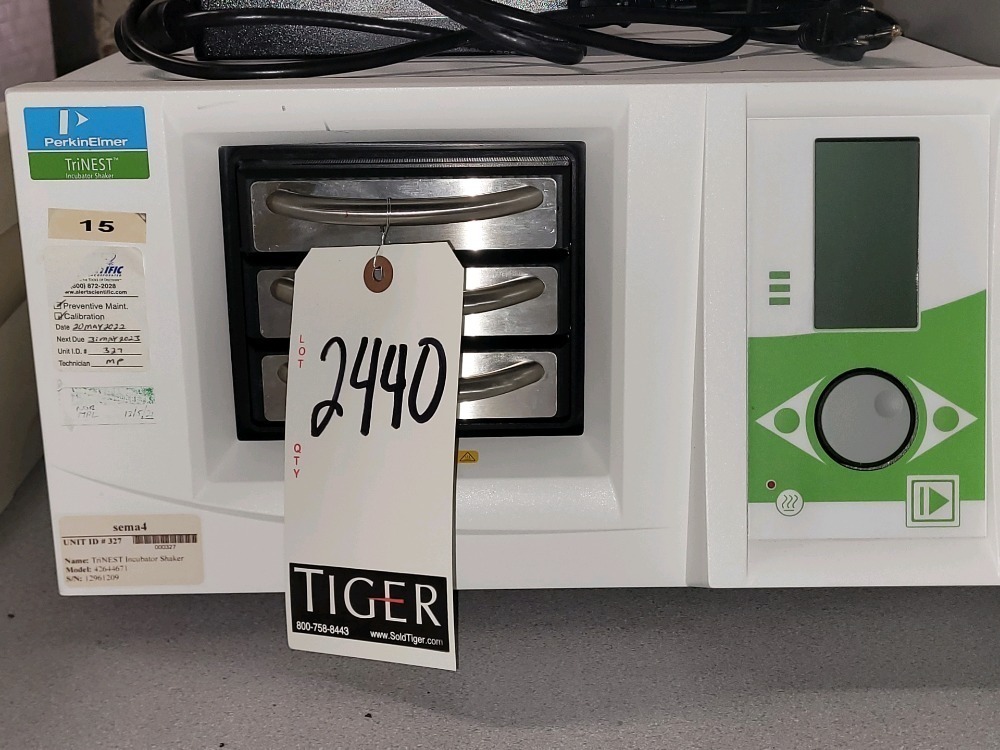 PerkinElmer
TriNEST™
Incubator Shaker
15
IFIC
800) 872-2028
w.alertscientific.com
Preventive Maint.
Calibration
Date 20MAY2022
Next Due 31MAY2023
Unit I.D. # 327
Technician MP
sema4
UNIT ID # 327
000327
Name: TriNEST Incubator Shaker
Model: 42644671
S/N: 12961209
LOT
2440
QTY
TIGER
800-758-8443 www.SoldTiger.com